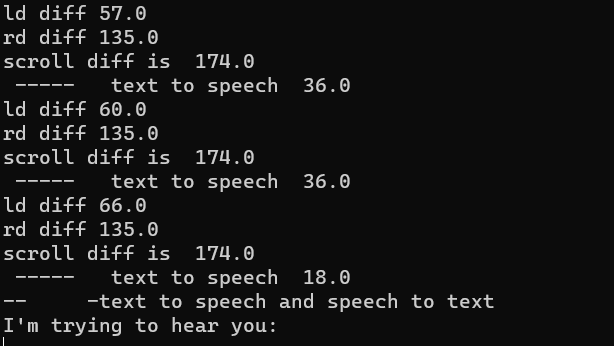 ld diff 57.0
rd diff 135.0
scroll diff is  174.0
 -----   text to speech  36.0
ld diff 60.0
rd diff 135.0
scroll diff is  174.0
 -----   text to speech  36.0
ld diff 66.0
rd diff 135.0
scroll diff is  174.0
 -----   text to speech  18.0
--     -text to speech and speech to text
I'm trying to hear you: